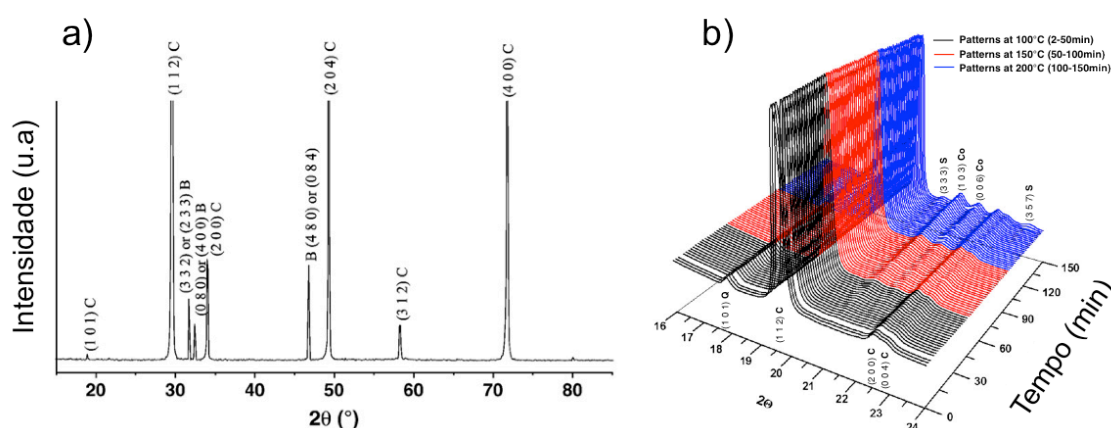 a)
Intensidade (u.a)
(1 0 1) C
(1 1 2) C
(3 3 2) or (2 3 3) B
(0 8 0) or (4 0 0) B
(2 0 0) C
B (4 8 0) or (0 8 4)
(2 0 4) C
(3 1 2) C
(4 0 0) C
20 30 40 50 60 70 80
2θ (°)
b)
Patterns at 100°C (2-50min)
Patterns at 150°C (50-100min)
Patterns at 200°C (100-150min)
(3 3 3) S
(1 0 3) Co
(0 0 6) Co
(3 5 7) S
(1 0 1) Q
(1 1 2) C
(2 0 0) C
(0 0 4) C
16 17 18 19 20 21 22 23 24
2Θ
0 30 60 90 120 150
Tempo (min)